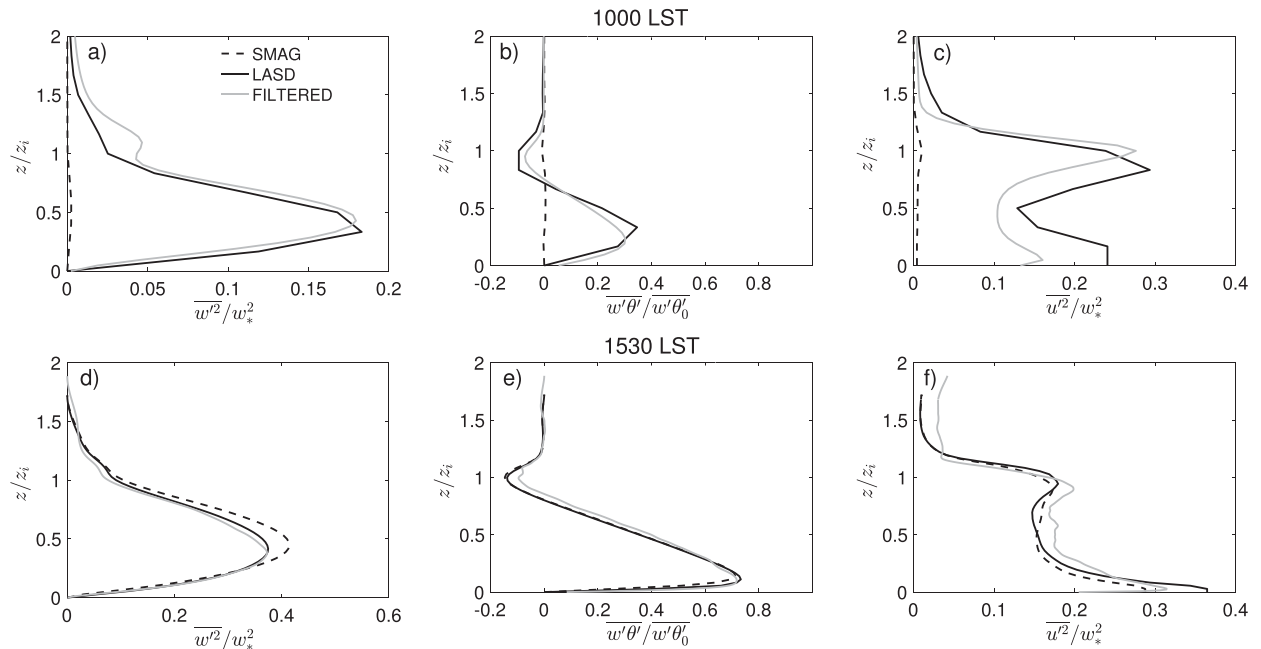 1000 LST
a)
SMAG
LASD
FILTERED
2
1.5
1
0.5
0
z/z_i
0 0.05 0.1 0.15 0.2
\overline{w'^2}/w_*^2
b)
2
1.5
1
0.5
0
z/z_i
-0.2 0 0.2 0.4 0.6 0.8
\overline{w'θ'}/\overline{w'θ'_0}
c)
2
1.5
1
0.5
0
z/z_i
0 0.1 0.2 0.3 0.4
\overline{u'^2}/w_*^2
1530 LST
d)
2
1.5
1
0.5
0
z/z_i
0 0.2 0.4 0.6
\overline{w'^2}/w_*^2
e)
2
1.5
1
0.5
0
z/z_i
-0.2 0 0.2 0.4 0.6 0.8
\overline{w'θ'}/\overline{w'θ'_0}
f)
2
1.5
1
0.5
0
z/z_i
0 0.1 0.2 0.3 0.4
\overline{u'^2}/w_*^2